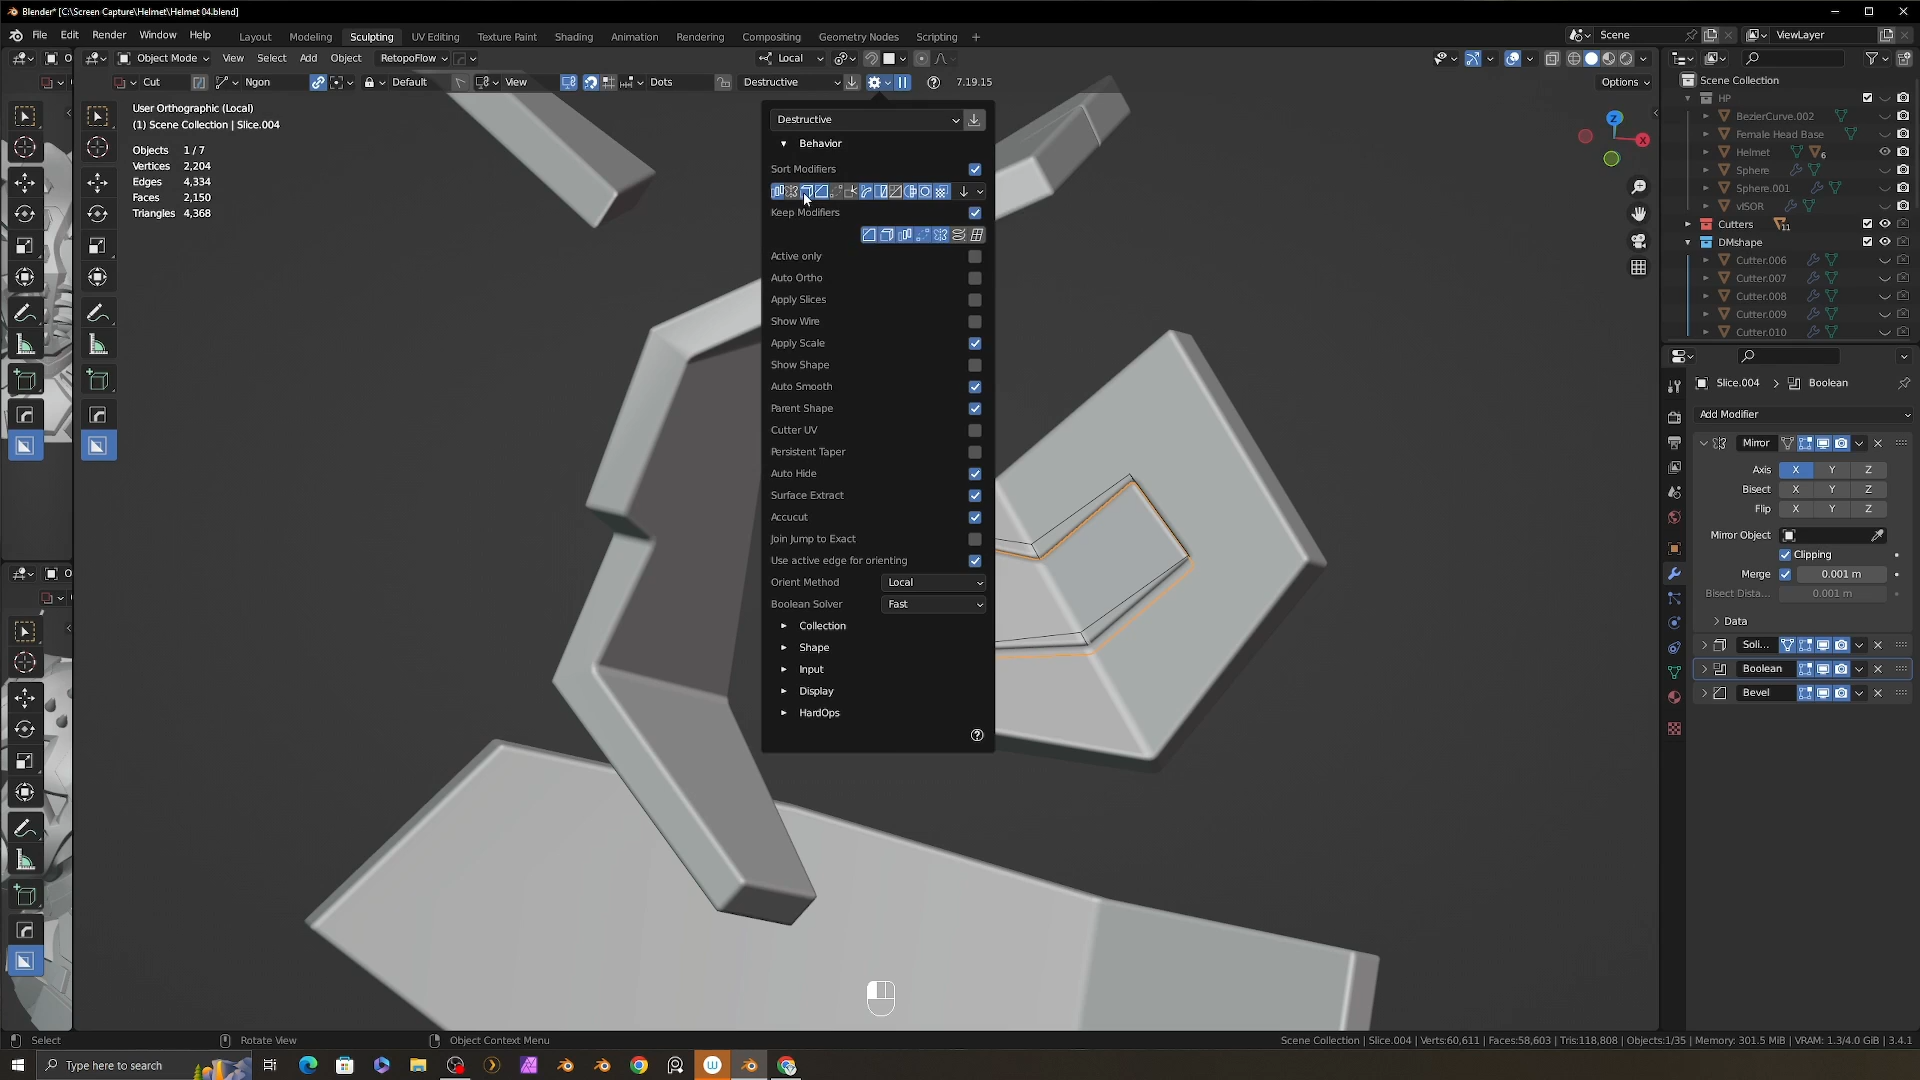 Blender* [C:\Screen Capture\Helmet\Helmet 04.blend]
File Edit Render Window Help
Layout Modeling Sculpting UV Editing Texture Paint Shading Animation Rendering Compositing Geometry Nodes Scripting +
Scene
ViewLayer
Object Mode View Select Add Object RetopoFlow
Local
Cut Ngon Default View Dots Destructive 7.19.15
Options
User Orthographic (Local)
(1) Scene Collection | Slice.004
Objects 1 / 7
Vertices 2,204
Edges 4,334
Faces 2,150
Triangles 4,368
Destructive
Behavior
Sort Modifiers
Keep Modifiers
Active only
Auto Ortho
Apply Slices
Show Wire
Apply Scale
Show Shape
Auto Smooth
Parent Shape
Cutter UV
Persistent Taper
Auto Hide
Surface Extract
Accucut
Join Jump to Exact
Use active edge for orienting
Orient Method Local
Boolean Solver Fast
Collection
Shape
Input
Display
HardOps
Z
X
Scene Collection
HP
BezierCurve.002
Female Head Base
Helmet 6
Sphere
Sphere.001
vISOR
Cutters 11
DMshape
Cutter.006
Cutter.007
Cutter.008
Cutter.009
Cutter.010
Slice.004 > Boolean
Add Modifier
Mirror
Axis X Y Z
Bisect X Y Z
Flip X Y Z
Mirror Object
Clipping
Merge 0.001 m
Bisect Dista... 0.001 m
Data
Soli...
Boolean
Bevel
Select Rotate View Object Context Menu
Scene Collection | Slice.004 | Verts:60,611 | Faces:58,603 | Tris:118,808 | Objects:1/35 | Memory: 301.5 MiB | VRAM: 1.3/4.0 GiB | 3.4.1
Type here to search